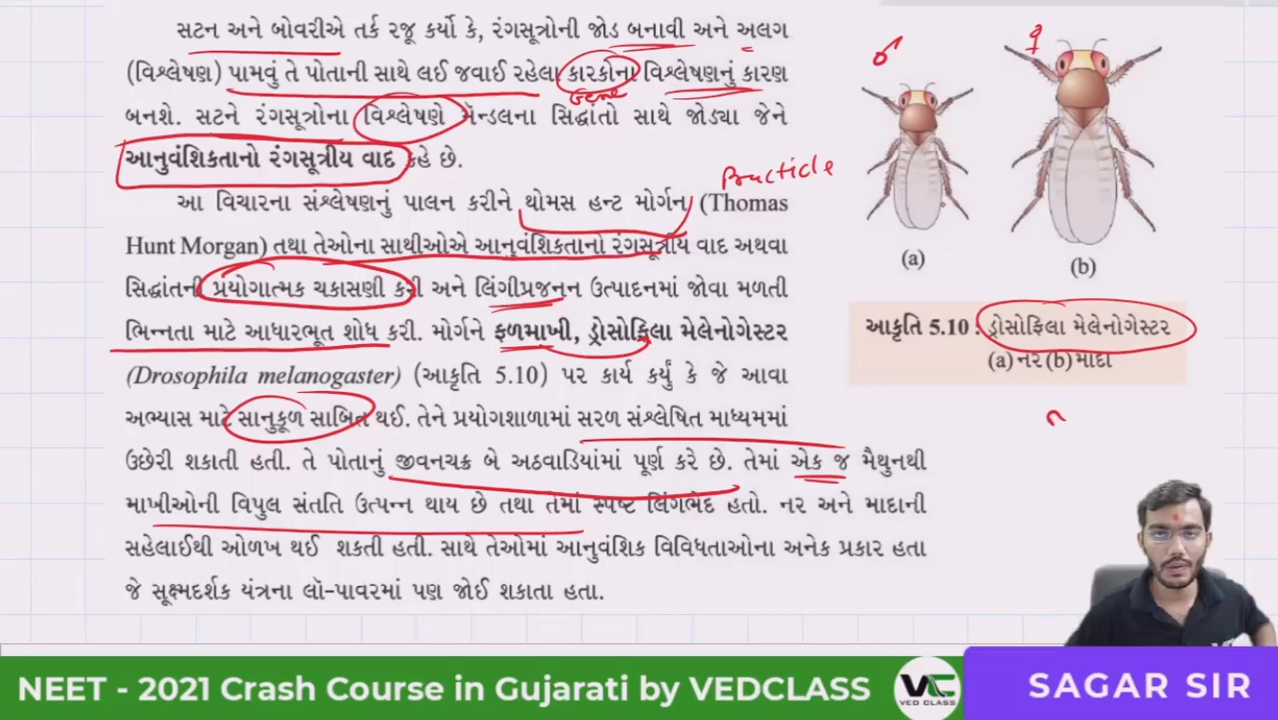 સટન અને બોવરીએ તર્ક રજૂ કર્યો કે, રંગસૂત્રોની જોડ બનાવી અને અલગ
(વિશ્લેષણ) પામવું તે પોતાની સાથે લઈ જવાઈ રહેલા કારકોના વિશ્લેષણનું કારણ
Gene
બનશે. સટને રંગસૂત્રોના વિશ્લેષણે મૅન્ડલના સિદ્ધાંતો સાથે જોડ્યા જેને
આનુવંશિકતાનો રંગસૂત્રીય વાદ કહે છે.
Practicle
આ વિચારના સંશ્લેષણનું પાલન કરીને થોમસ હન્ટ મોર્ગન (Thomas
Hunt Morgan) તથા તેઓના સાથીઓએ આનુવંશિકતાનો રંગસૂત્રીય વાદ અથવા
સિદ્ધાંતની પ્રયોગાત્મક ચકાસણી કરી અને લિંગીપ્રજનન ઉત્પાદનમાં જોવા મળતી
ભિન્નતા માટે આધારભૂત શોધ કરી. મોર્ગને ફળમાખી, ડ્રોસોફિલા મેલેનોગેસ્ટર
(Drosophila melanogaster) (આકૃતિ 5.10) પર કાર્ય કર્યું કે જે આવા
અભ્યાસ માટે સાનુકૂળ સાબિત થઈ. તેને પ્રયોગશાળામાં સરળ સંશ્લેષિત માધ્યમમાં
ઉછેરી શકાતી હતી. તે પોતાનું જીવનચક્ર બે અઠવાડિયાંમાં પૂર્ણ કરે છે. તેમાં એક જ મૈથુનથી
માખીઓની વિપુલ સંતતિ ઉત્પન્ન થાય છે તથા તેમાં સ્પષ્ટ લિંગભેદ હતો. નર અને માદાની
સહેલાઈથી ઓળખ થઈ શકતી હતી. સાથે તેઓમાં આનુવંશિક વિવિધતાઓના અનેક પ્રકાર હતા
જે સૂક્ષ્મદર્શક યંત્રના લૉ-પાવરમાં પણ જોઈ શકાતા હતા.
♂ ♀
(a) (b)
આકૃતિ 5.10 : ડ્રોસોફિલા મેલેનોગેસ્ટર
(a) નર (b) માદા
NEET - 2021 Crash Course in Gujarati by VEDCLASS
VC
VED CLASS
SAGAR SIR